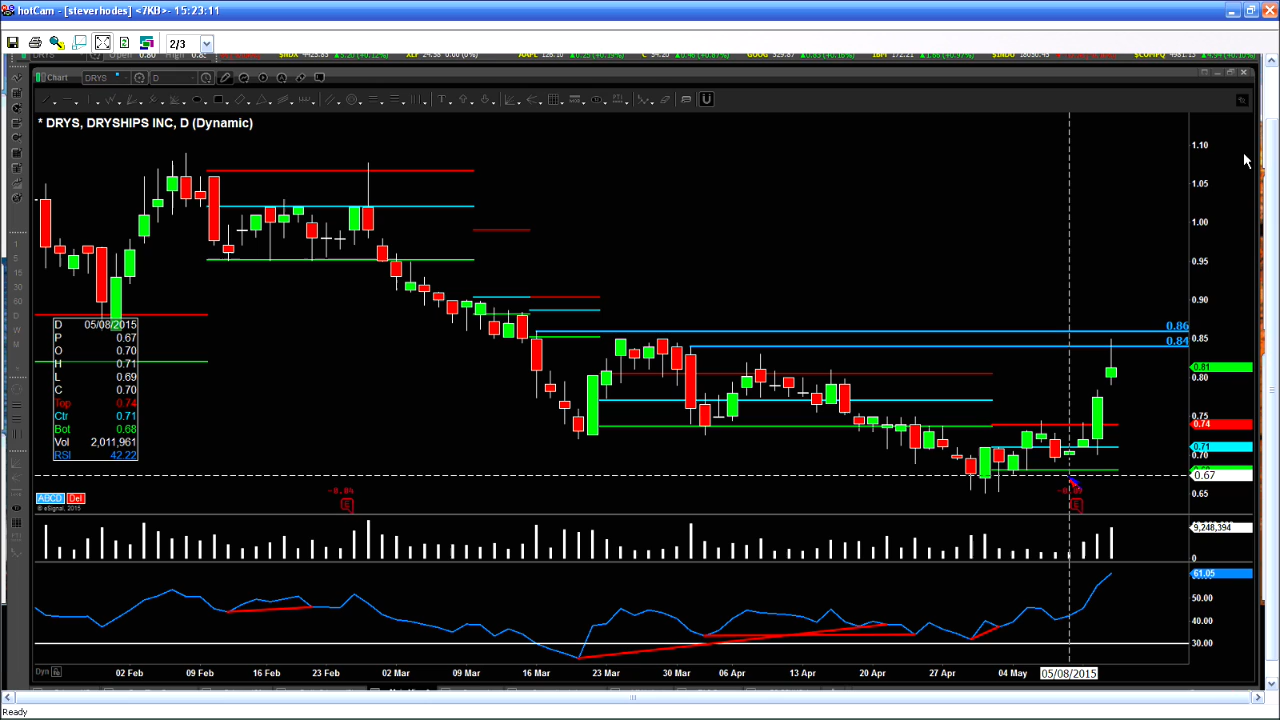 hotCam - [steverhodes] <7KB>- 15:23:11
2/3
Chart DRYS D
* DRYS, DRYSHIPS INC, D (Dynamic)
1.10
1.05
1.00
0.95
0.90
0.86
0.85
0.84
0.81
0.80
0.75
0.74
0.71
0.70
0.67
0.65
D 05/08/2015
P 0.67
O 0.70
H 0.71
L 0.69
C 0.70
Top 0.74
Ctr 0.71
Bot 0.68
Vol 2,011,961
RSI 42.22
ABCD Del
© eSignal, 2015
-0.04
E
E
9,248,394
0
61.05
50.00
40.00
30.00
Dyn 02 Feb 09 Feb 16 Feb 23 Feb 02 Mar 09 Mar 16 Mar 23 Mar 30 Mar 06 Apr 13 Apr 20 Apr 27 Apr 04 May 05/08/2015
Ready